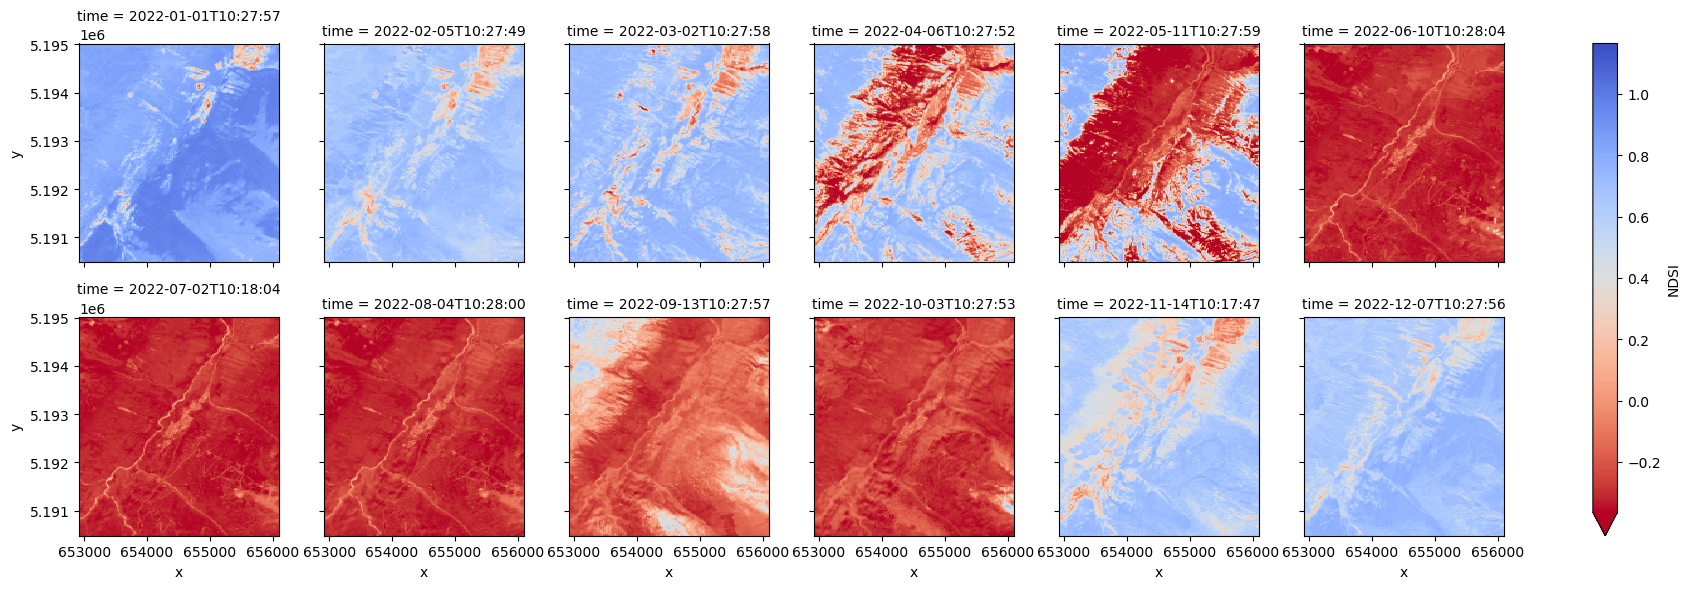 time = 2022-01-01T10:27:57
time = 2022-02-05T10:27:49
time = 2022-03-02T10:27:58
time = 2022-04-06T10:27:52
time = 2022-05-11T10:27:59
time = 2022-06-10T10:28:04
1e6
5.195
5.194
5.193
5.192
5.191
y
time = 2022-07-02T10:18:04
time = 2022-08-04T10:28:00
time = 2022-09-13T10:27:57
time = 2022-10-03T10:27:53
time = 2022-11-14T10:17:47
time = 2022-12-07T10:27:56
1e6
5.195
5.194
5.193
5.192
5.191
y
653000 654000 655000 656000
653000 654000 655000 656000
653000 654000 655000 656000
653000 654000 655000 656000
653000 654000 655000 656000
653000 654000 655000 656000
x
x
x
x
x
x
1.0
0.8
0.6
0.4
0.2
0.0
−0.2
NDSI